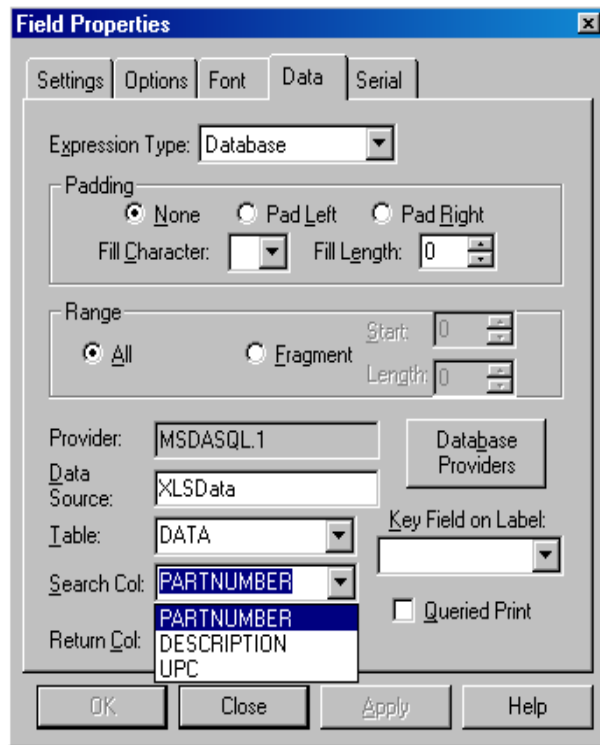 Field Properties
Settings Options Font Data Serial
Expression Type: Database
Padding
None Pad Left Pad Right
Fill Character: Fill Length: 0
Range
All Fragment Start: 0
Length: 0
Provider: MSDASQL.1 Database Providers
Data Source: XLSData
Table: DATA Key Field on Label:
Search Col: PARTNUMBER
PARTNUMBER Queried Print
Return Col: DESCRIPTION
UPC
OK Close Apply Help